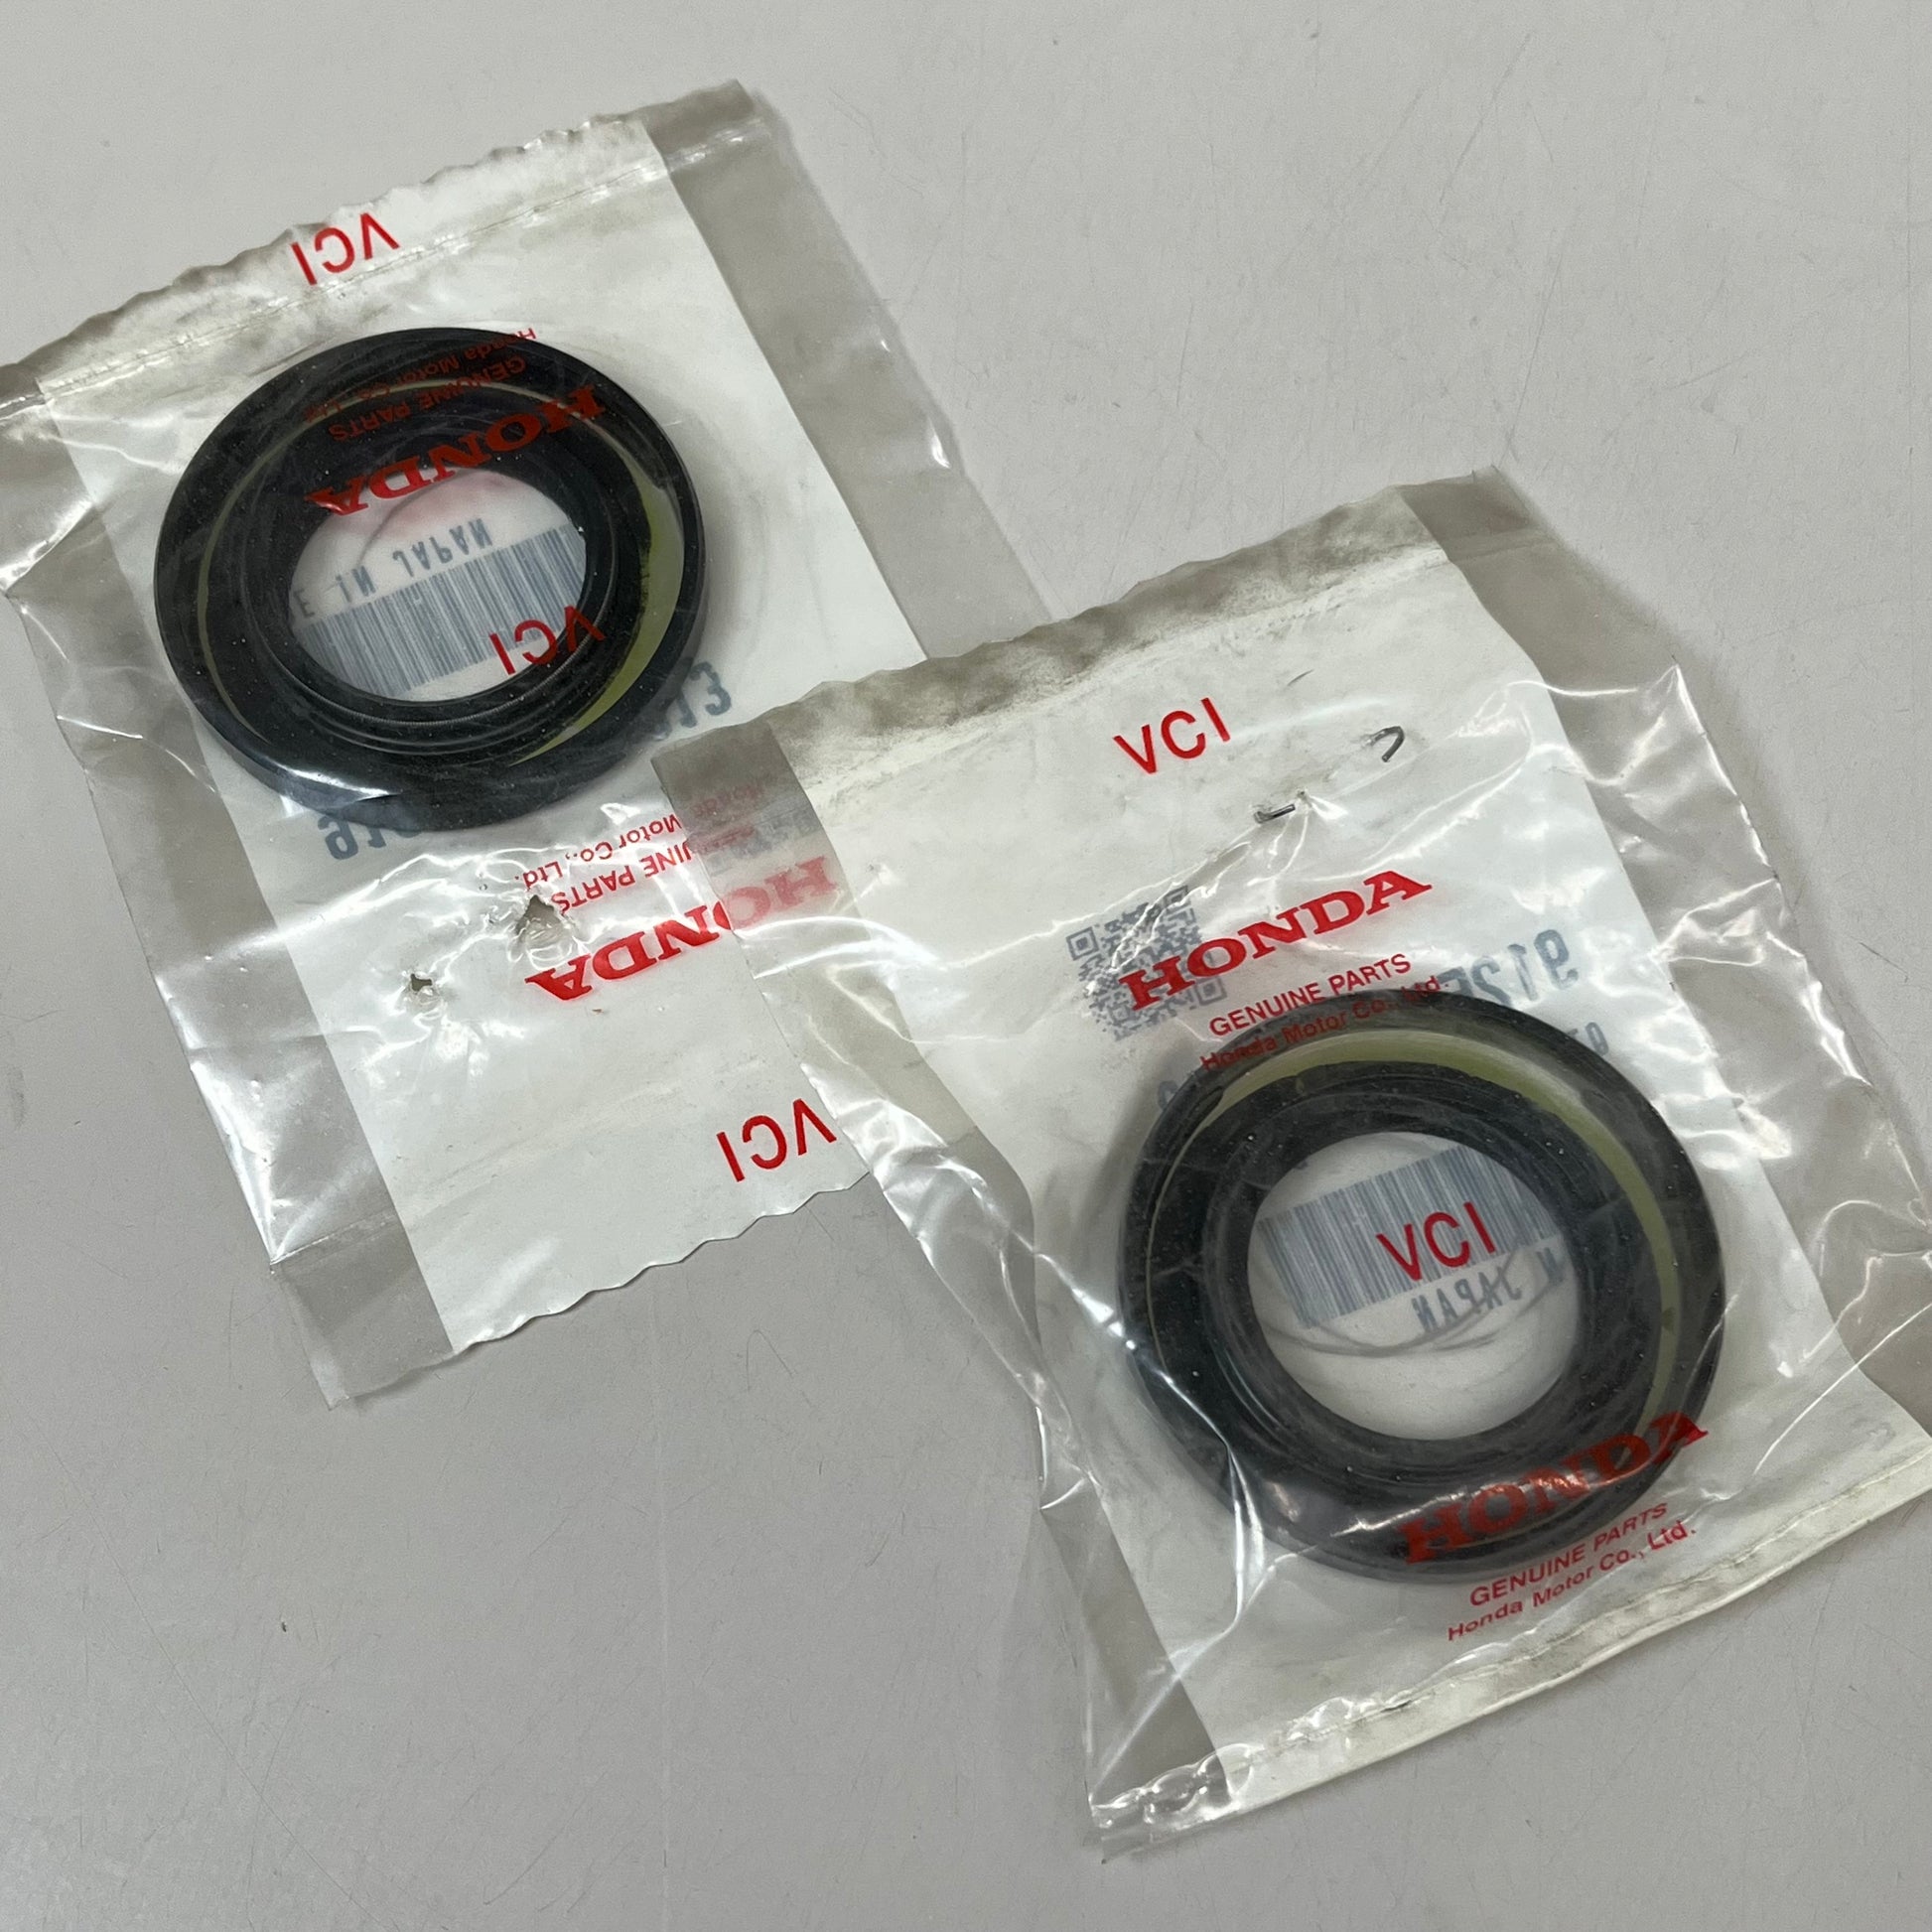 VCI
Honda Motor Co., Ltd.
GENUINE PARTS
HONDA
IN JAPAN
VCI
13
Honda Motor Co., Ltd.
GENUINE PARTS
HONDA
VCI
VCI
HONDA
GENUINE PARTS
Honda Motor Co., Ltd.
VCI
JAPAN
HONDA
GENUINE PARTS
Honda Motor Co., Ltd.